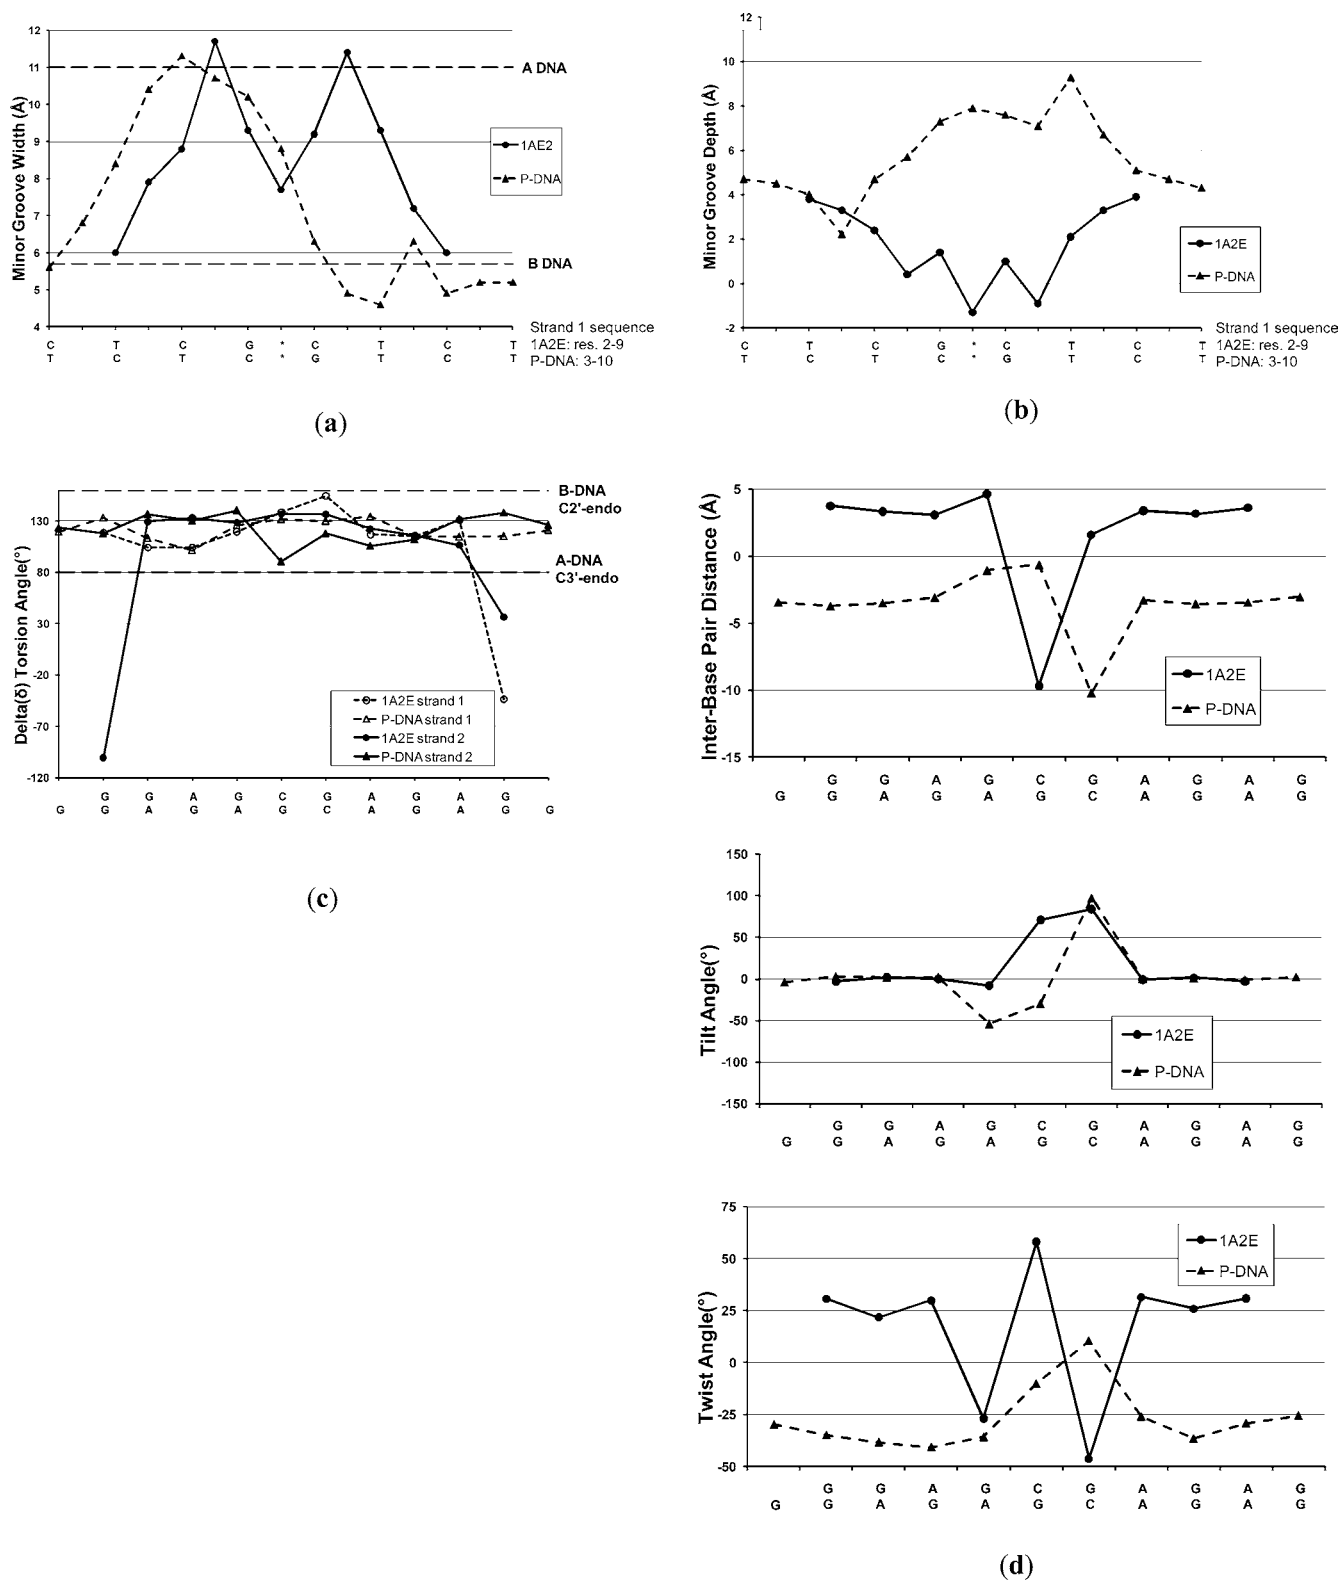 12
11
10
9
8
7
6
5
4
Minor Groove Width (Å)
A DNA
B DNA
1AE2
P-DNA
Strand 1 sequence
C T C G * C T C T 1A2E: res. 2-9
T C T C * G T C T P-DNA: 3-10
(a)
12
10
8
6
4
2
0
-2
Minor Groove Depth (Å)
1A2E
P-DNA
Strand 1 sequence
C T C G * C T C T 1A2E: res. 2-9
T C T C * G T C T P-DNA: 3-10
(b)
B-DNA
C2'-endo
A-DNA
C3'-endo
130
80
30
-20
-70
-120
Delta(δ) Torsion Angle(°)
1A2E strand 1
P-DNA strand 1
1A2E strand 2
P-DNA strand 2
G G A G C G A G A G
G G A G A G C A G A G G
(c)
5
0
-5
-10
-15
Inter-Base Pair Distance (Å)
1A2E
P-DNA
G G A G C G A G A G
G G A G A G C A G A G
150
100
50
0
-50
-100
-150
Tilt Angle(°)
1A2E
P-DNA
G G A G C G A G A G
G G A G A G C A G A G
75
50
25
0
-25
-50
Twist Angle(°)
1A2E
P-DNA
G G A G C G A G A G
G G A G A G C A G A G
(d)